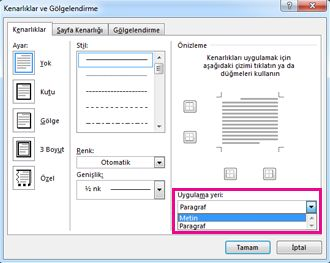 Kenarlıklar ve Gölgelendirme
Kenarlıklar
Sayfa Kenarlığı
Gölgelendirme
Ayar:
Yok
Kutu
Gölge
3 Boyut
Özel
Stil:
Renk:
Otomatik
Genişlik:
½ nk
Önizleme
Kenarlıkları uygulamak için
aşağıdaki çizimi tıklatın ya da
düğmeleri kullanın
Uygulama yeri:
Paragraf
Metin
Paragraf
Tamam
İptal